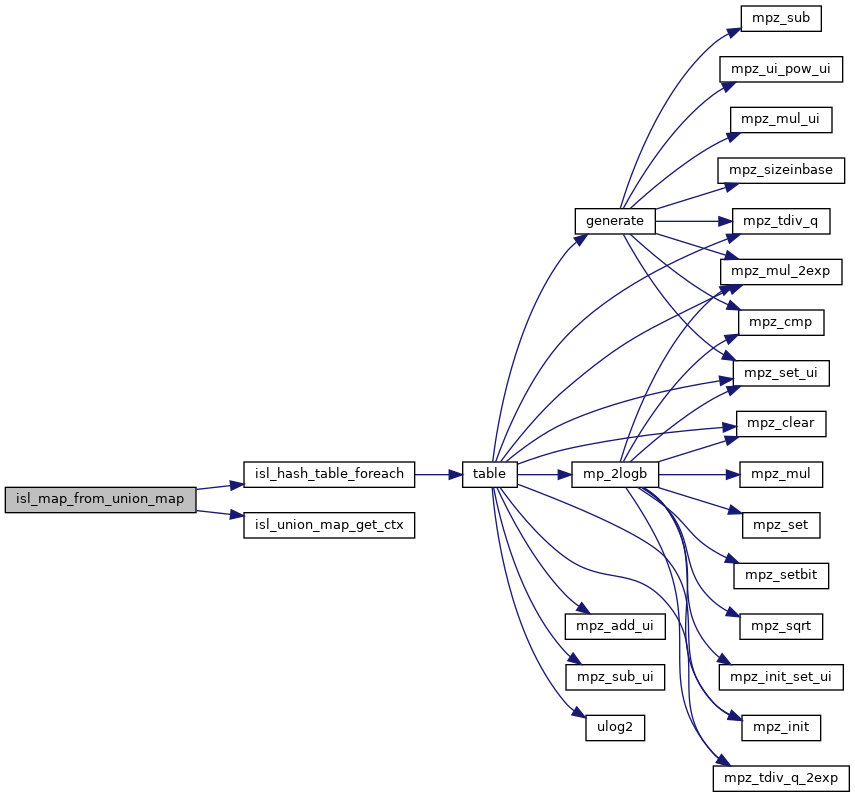 isl_map_from_union_map
isl_hash_table_foreach
isl_union_map_get_ctx
table
generate
mp_2logb
mpz_add_ui
mpz_sub_ui
ulog2
mpz_sub
mpz_ui_pow_ui
mpz_mul_ui
mpz_sizeinbase
mpz_tdiv_q
mpz_mul_2exp
mpz_cmp
mpz_set_ui
mpz_clear
mpz_mul
mpz_set
mpz_setbit
mpz_sqrt
mpz_init_set_ui
mpz_init
mpz_tdiv_q_2exp